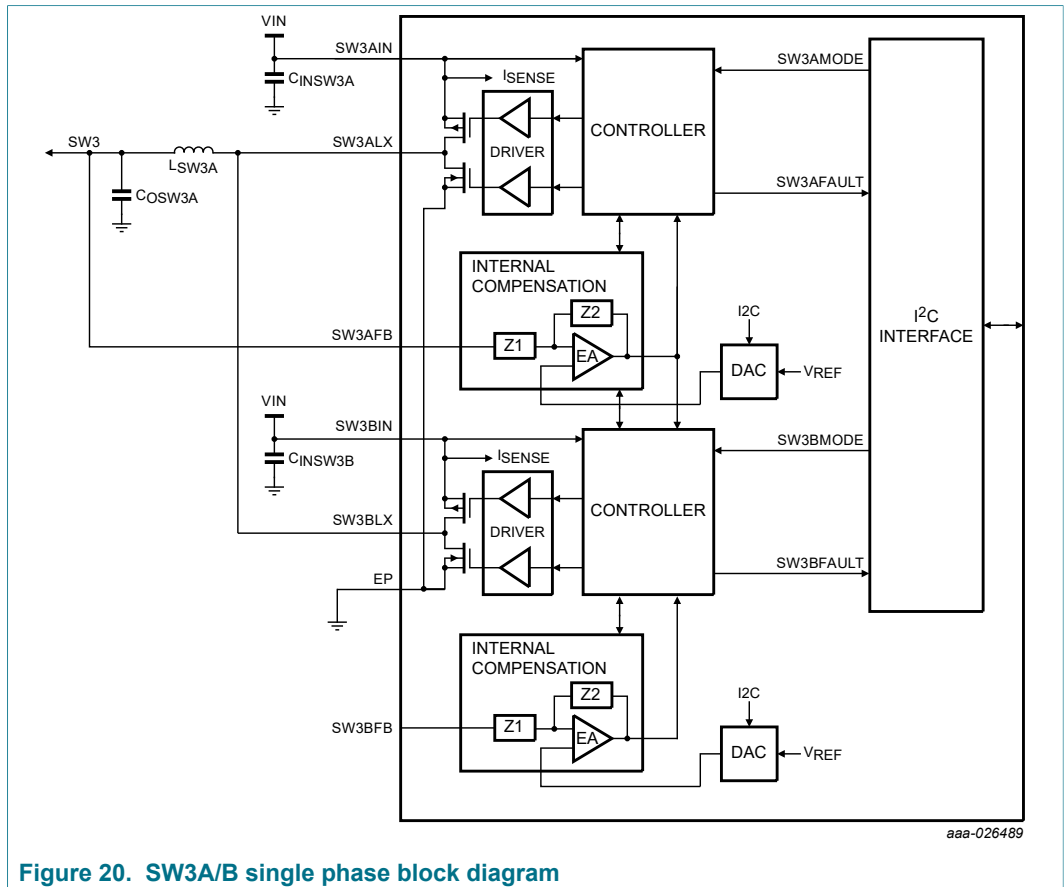 VIN
SW3AIN
CINSW3A
ISENSE
SW3AMODE
CONTROLLER
SW3
LSW3A
SW3ALX
DRIVER
COSW3A
SW3AFAULT
I2C
INTERFACE
INTERNAL
COMPENSATION
Z2
I2C
SW3AFB
Z1
EA
DAC
VREF
VIN
SW3BIN
CINSW3B
ISENSE
SW3BMODE
CONTROLLER
SW3BLX
DRIVER
EP
SW3BFAULT
INTERNAL
COMPENSATION
Z2
I2C
SW3BFB
Z1
EA
DAC
VREF
aaa-026489
Figure 20. SW3A/B single phase block diagram